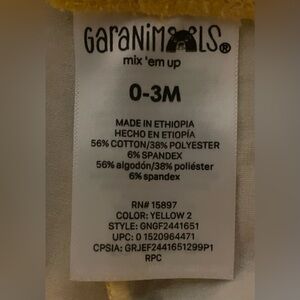 GARANIMALS®
mix 'em up
0-3M
MADE IN ETHIOPIA
HECHO EN ETIOPÍA
56% COTTON/38% POLYESTER
6% SPANDEX
56% algodón/38% poliéster
6% spandex
RN# 15897
COLOR: YELLOW 2
STYLE: GNGF2441651
UPC: 0 1520964471
CPSIA: GRJEF2441651299P1
RPC